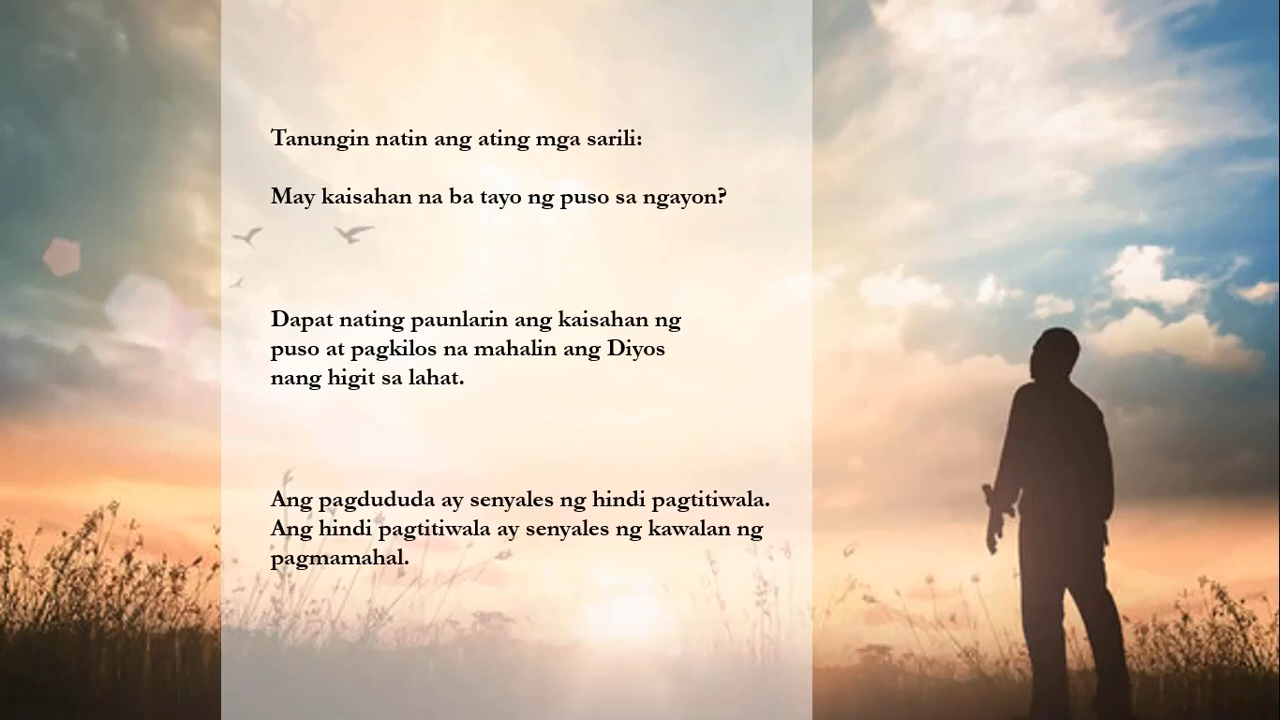 Tanungin natin ang ating mga sarili:
May kaisahan na ba tayo ng puso sa ngayon?
Dapat nating paunlarin ang kaisahan ng
puso at pagkilos na mahalin ang Diyos
nang higit sa lahat.
Ang pagdududa ay senyales ng hindi pagtitiwala.
Ang hindi pagtitiwala ay senyales ng kawalan ng
pagmamahal.